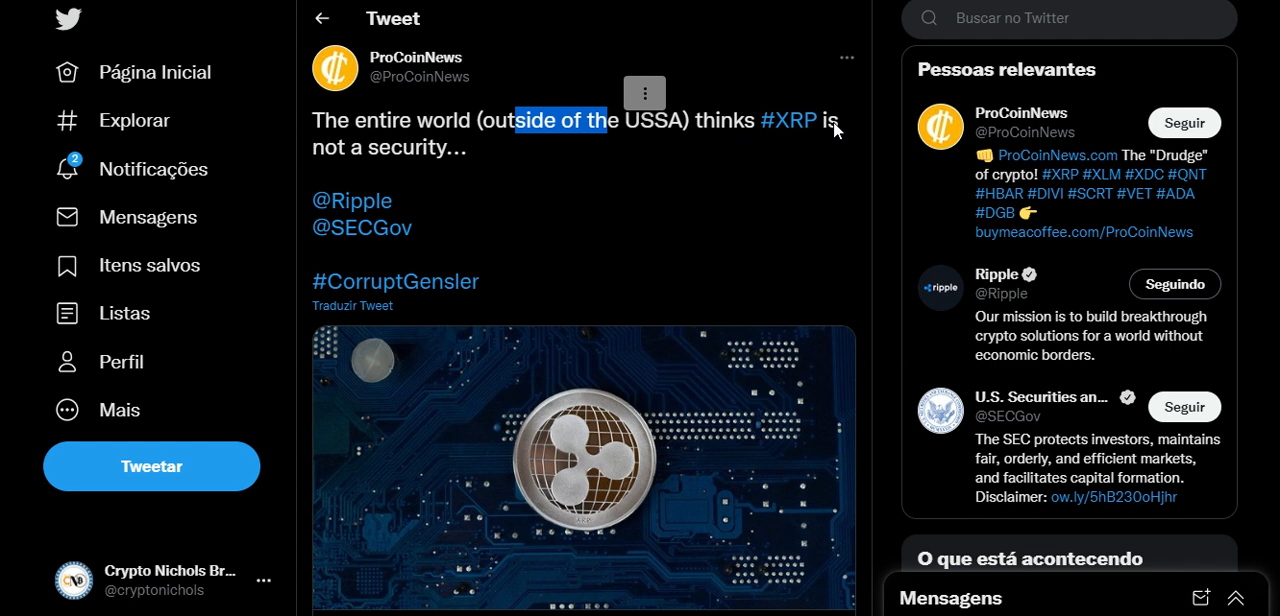 Página Inicial
Explorar
2
Notificações
Mensagens
Itens salvos
Listas
Perfil
Mais
Tweetar
Crypto Nichols Br...
@cryptonichols
Tweet
ProCoinNews
@ProCoinNews
The entire world (outside of the USSA) thinks #XRP is
not a security...
@Ripple
@SECGov
#CorruptGensler
Traduzir Tweet
XRP
Buscar no Twitter
Pessoas relevantes
ProCoinNews
@ProCoinNews
Seguir
👊 ProCoinNews.com The "Drudge"
of crypto! #XRP #XLM #XDC #QNT
#HBAR #DIVI #SCRT #VET #ADA
#DGB 👉
buymeacoffee.com/ProCoinNews
ripple
Ripple
@Ripple
Seguindo
Our mission is to build breakthrough
crypto solutions for a world without
economic borders.
U.S. Securities an...
@SECGov
Seguir
The SEC protects investors, maintains
fair, orderly, and efficient markets,
and facilitates capital formation.
Disclaimer: ow.ly/5hB230oHjhr
O que está acontecendo
Mensagens